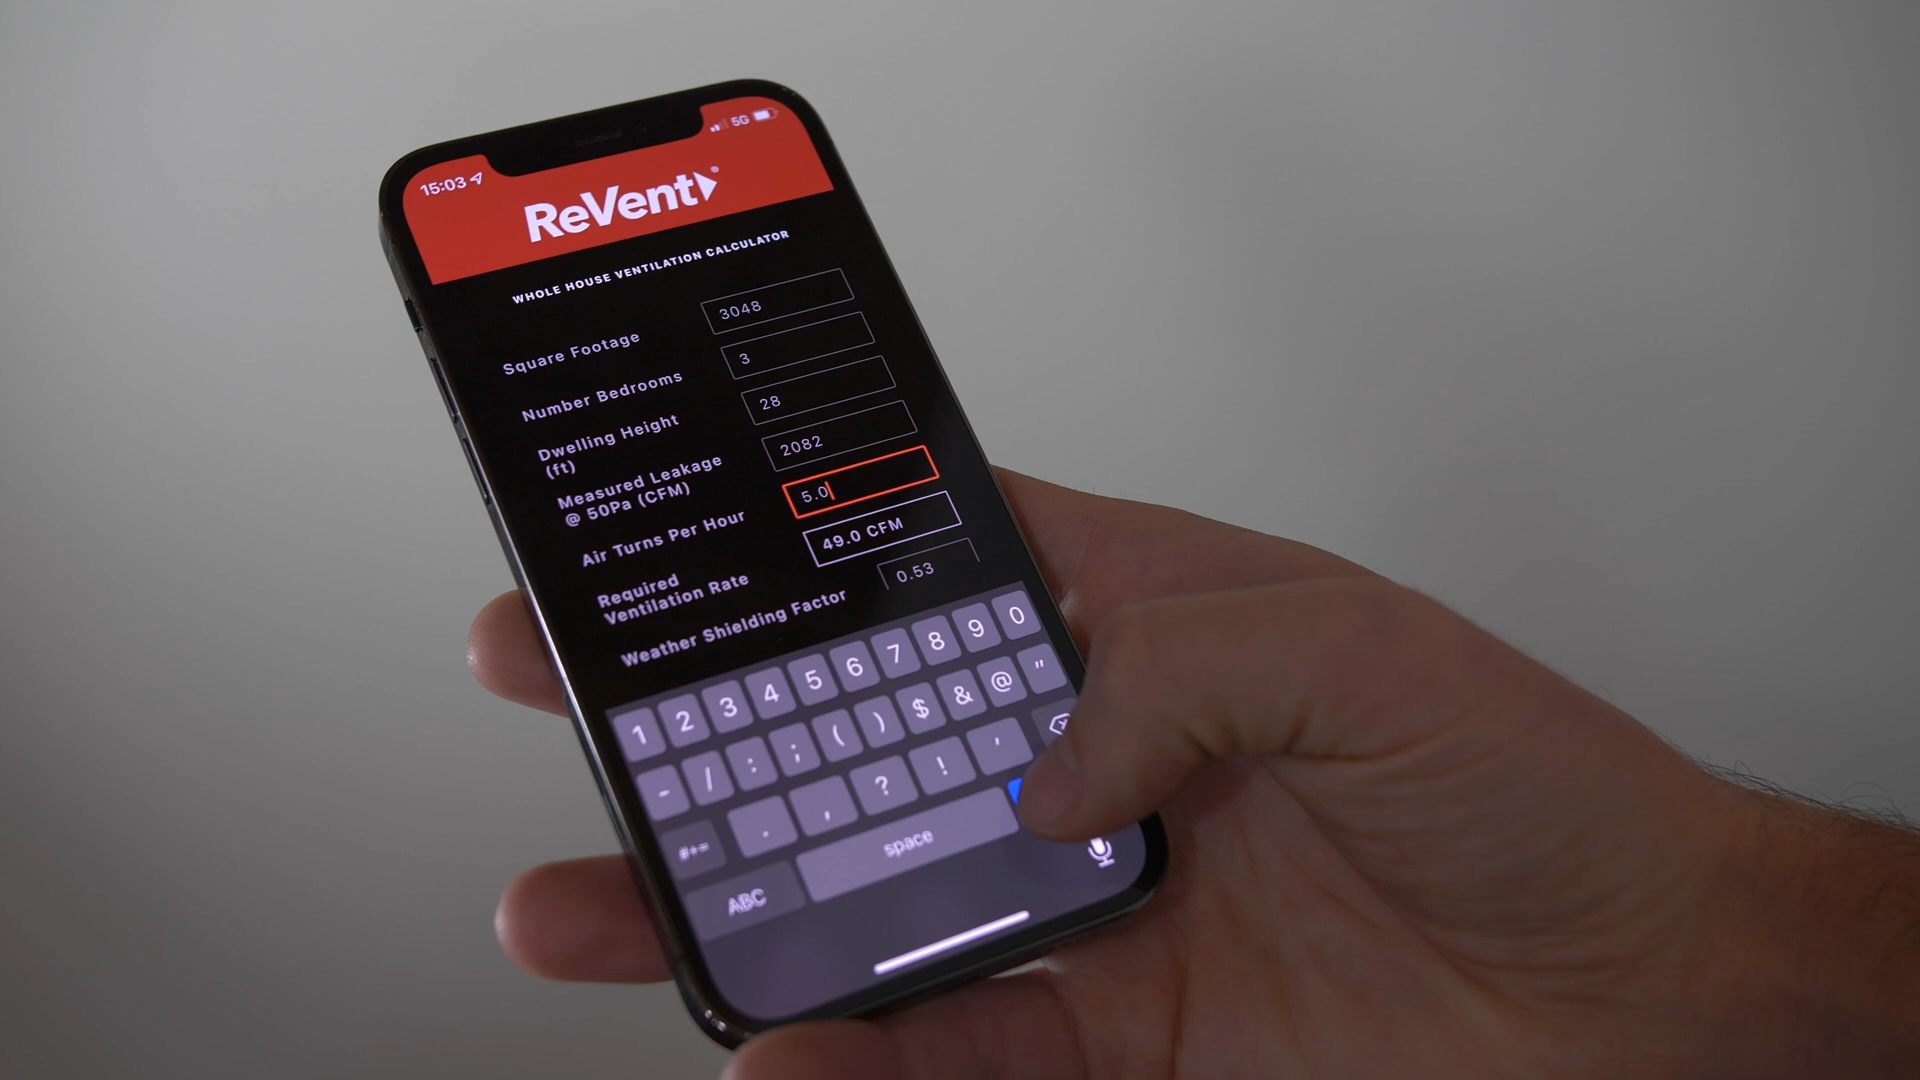 15:03
5G
ReVent
WHOLE HOUSE VENTILATION CALCULATOR
Square Footage
3048
Number Bedrooms
3
Dwelling Height
(ft)
28
Measured Leakage
@ 50Pa (CFM)
2082
Air Turns Per Hour
5.0
Required
Ventilation Rate
49.0 CFM
Weather Shielding Factor
0.53
1 2 3 4 5 6 7 8 9 0
- / : ; ( ) $ & @ "
#+= . , ? ! '
ABC space